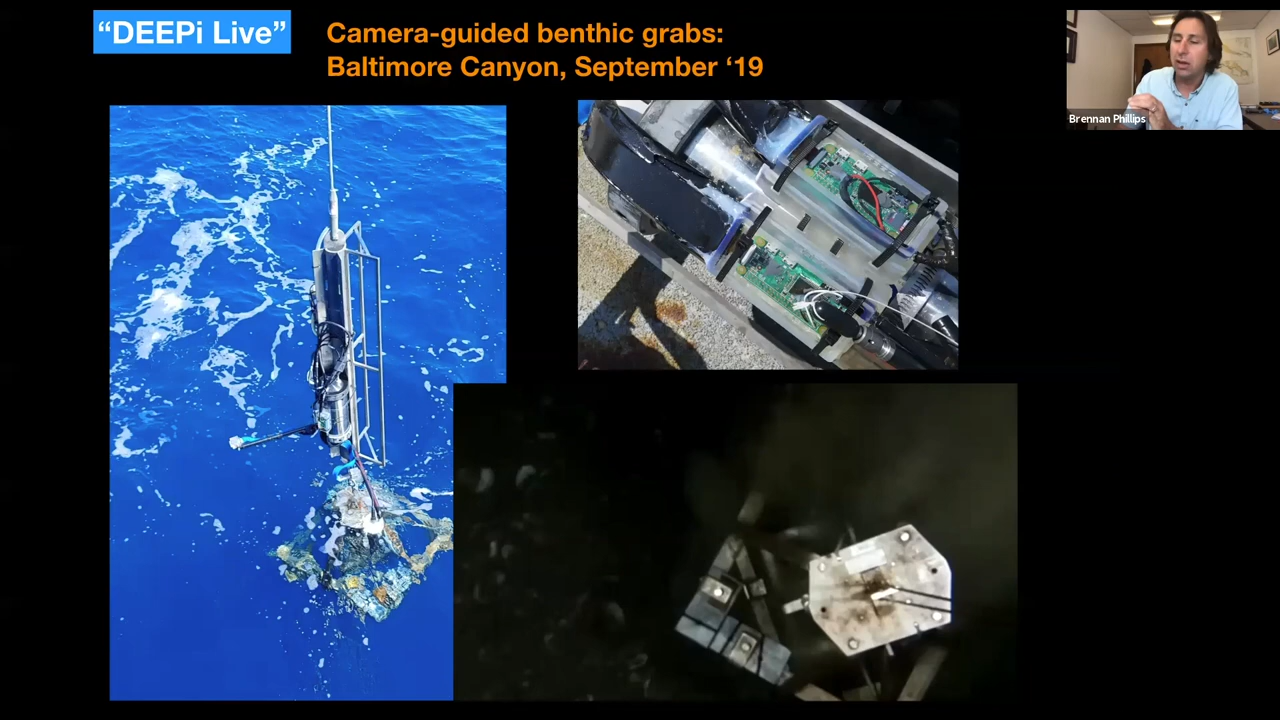 “DEEPi Live”
Camera-guided benthic grabs:
Baltimore Canyon, September ‘19
Brennan Phillips